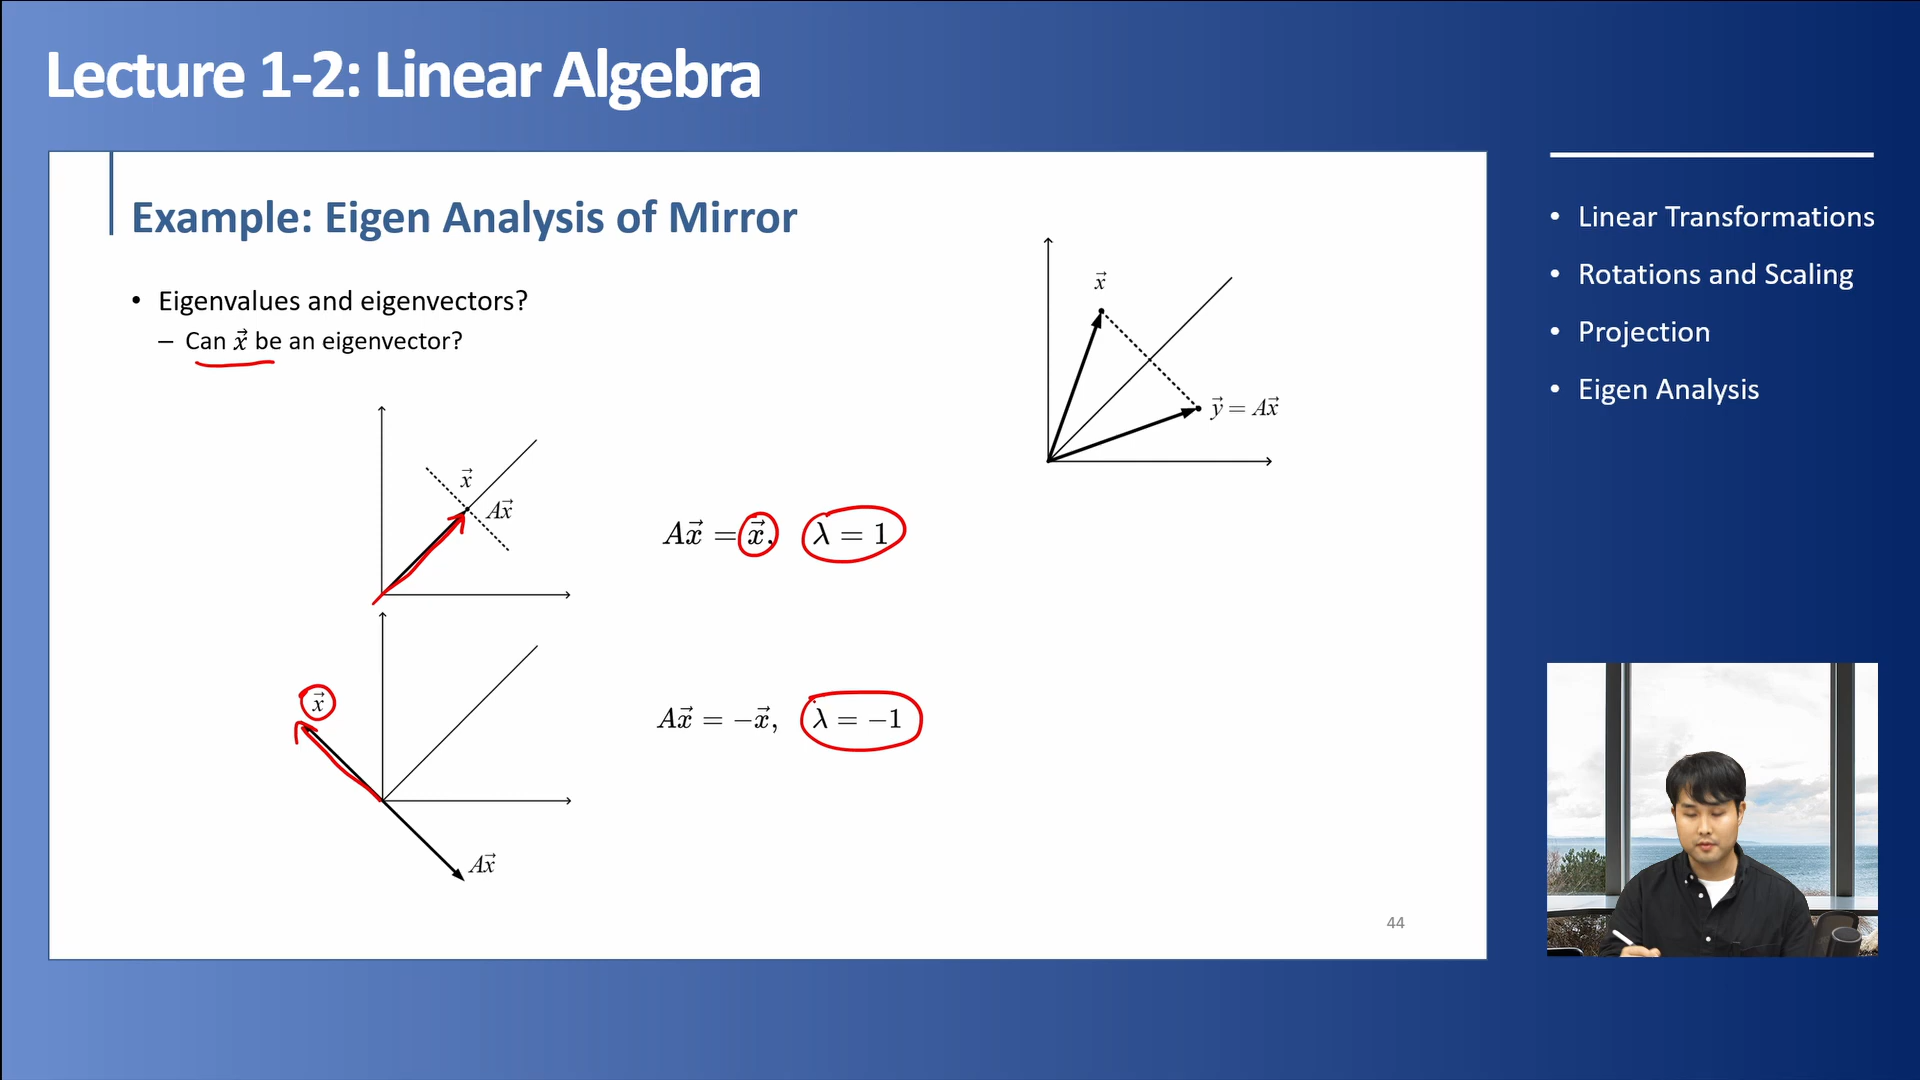 Lecture 1-2: Linear Algebra
Example: Eigen Analysis of Mirror
• Eigenvalues and eigenvectors?
– Can x⃗ be an eigenvector?
x⃗
y⃗ = Ax⃗
x⃗
Ax⃗
Ax⃗ = x⃗, λ = 1
x⃗
Ax⃗ = −x⃗, λ = −1
Ax⃗
44
• Linear Transformations
• Rotations and Scaling
• Projection
• Eigen Analysis